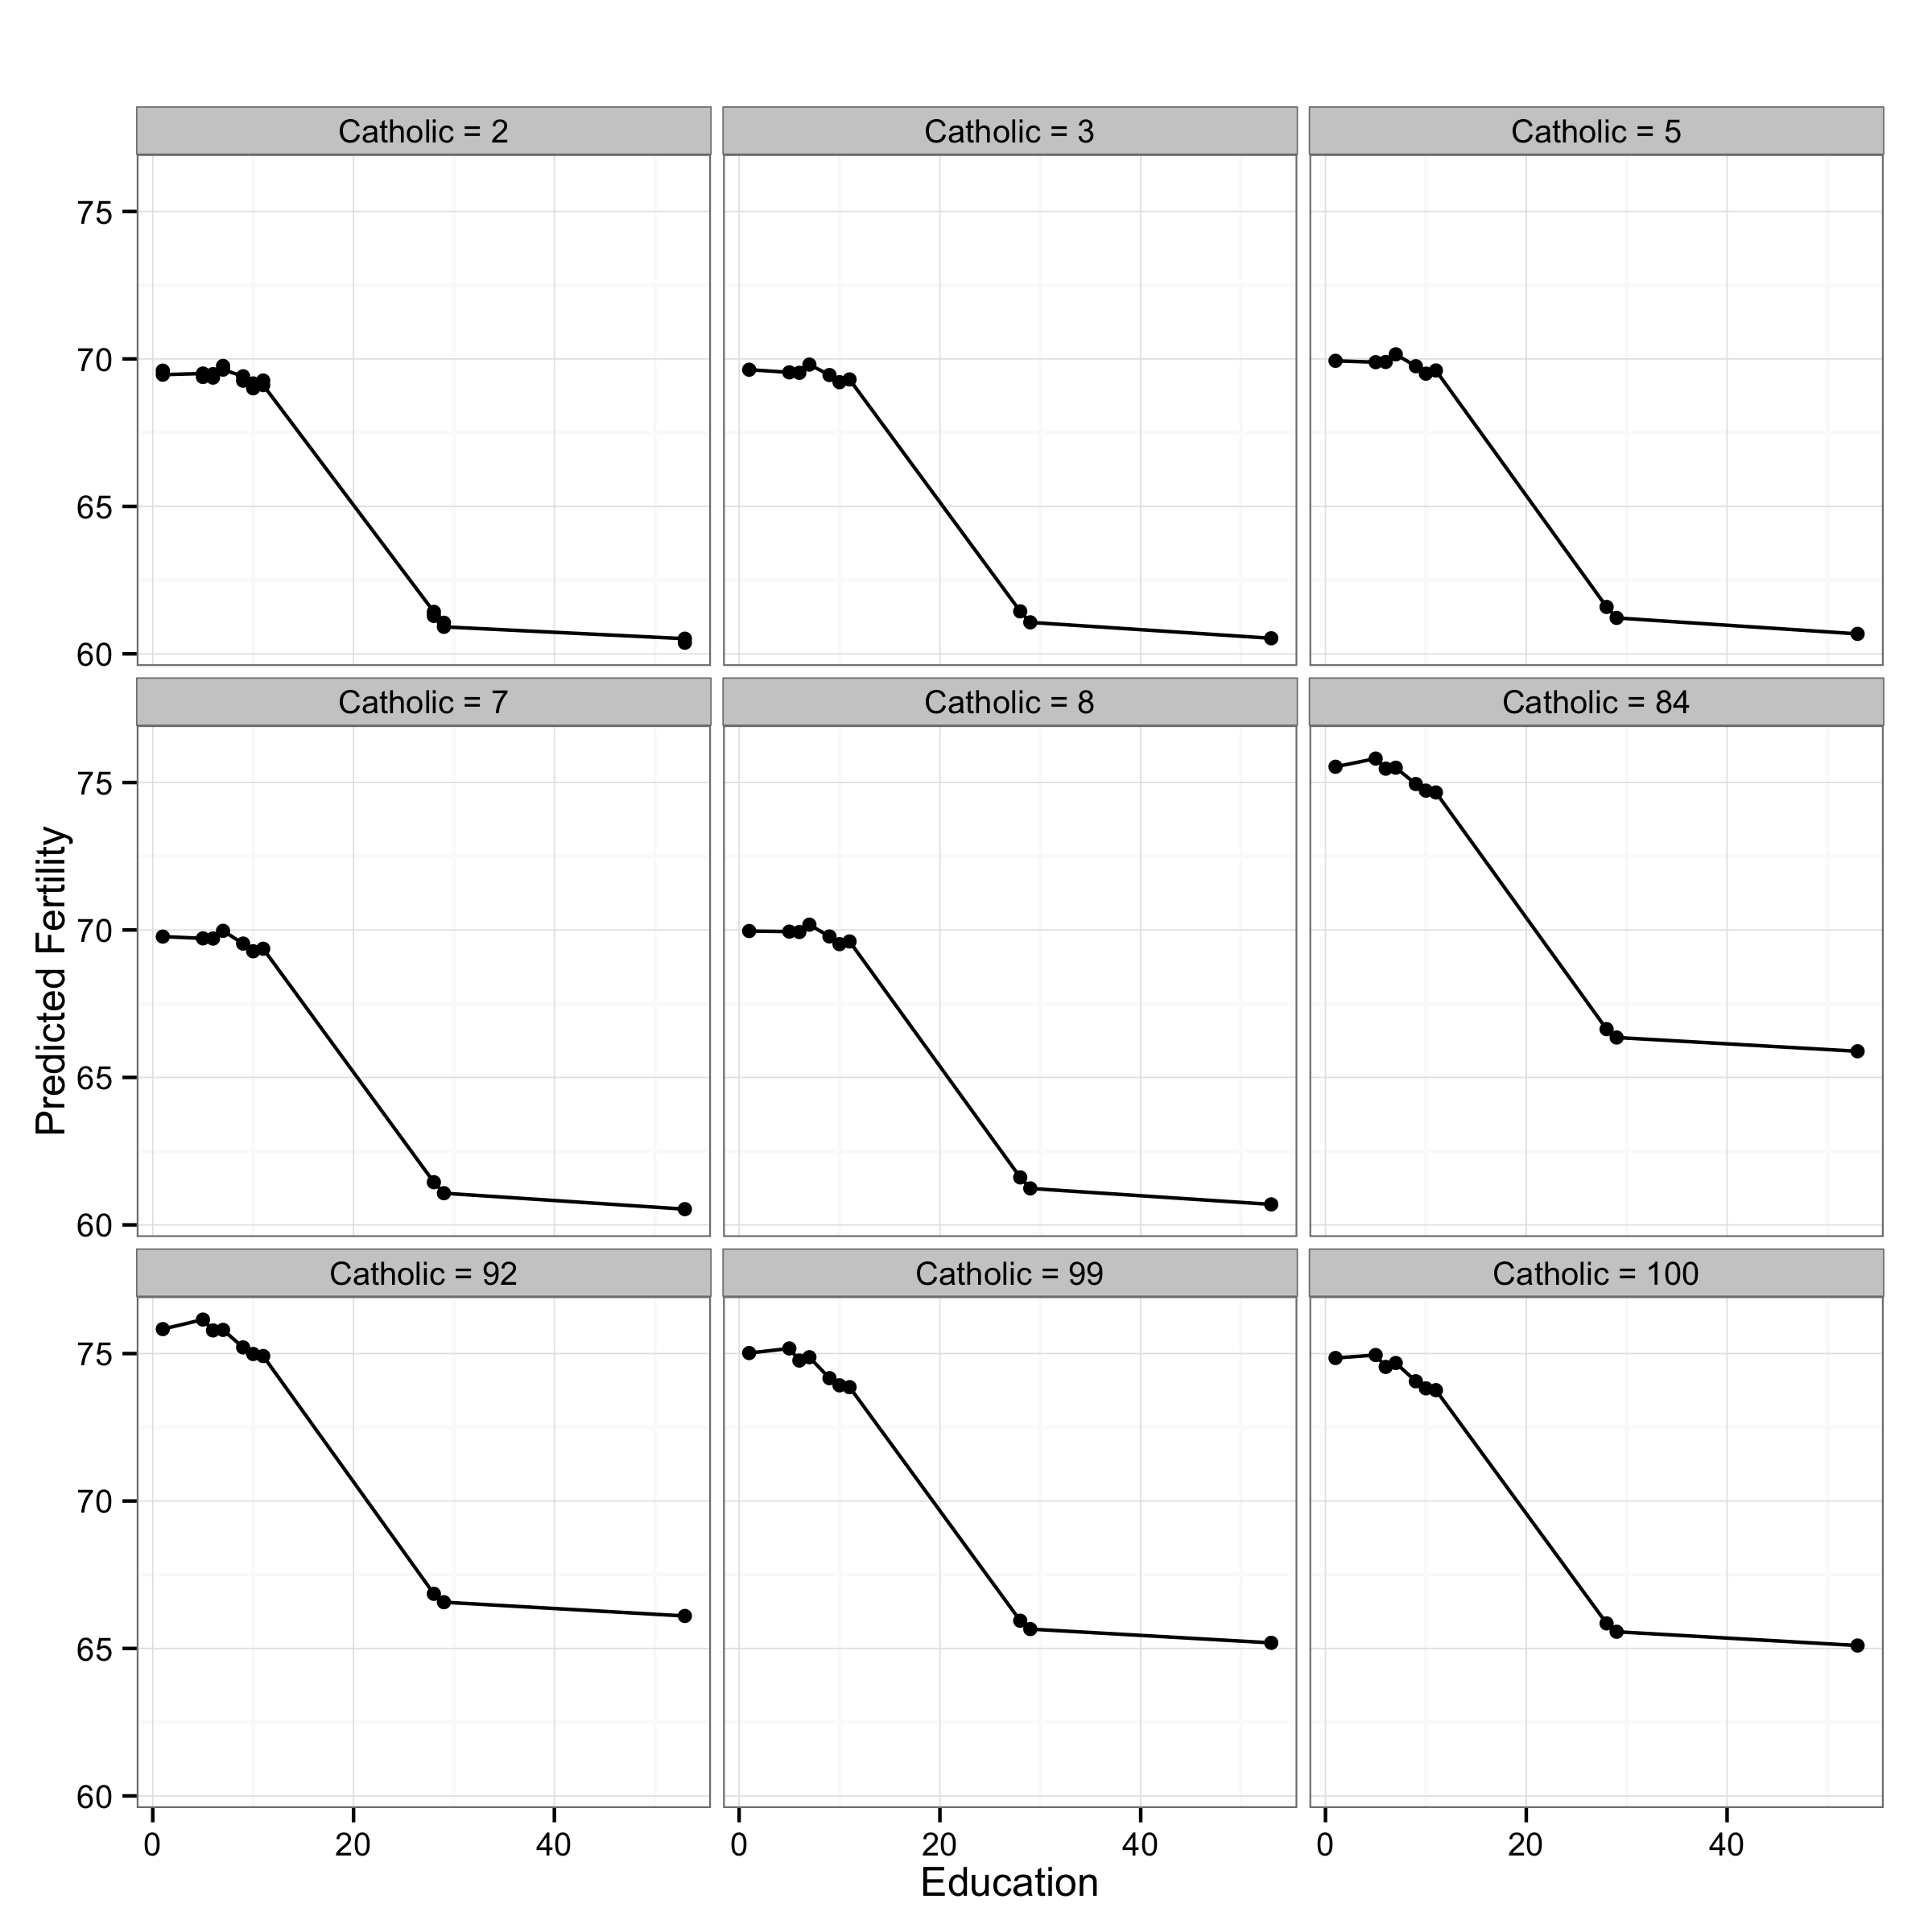 Catholic = 2
Catholic = 3
Catholic = 5
75
70
65
60
Catholic = 7
Catholic = 8
Catholic = 84
75
70
65
60
Predicted Fertility
Catholic = 92
Catholic = 99
Catholic = 100
75
70
65
60
0 20 40
0 20 40
0 20 40
Education